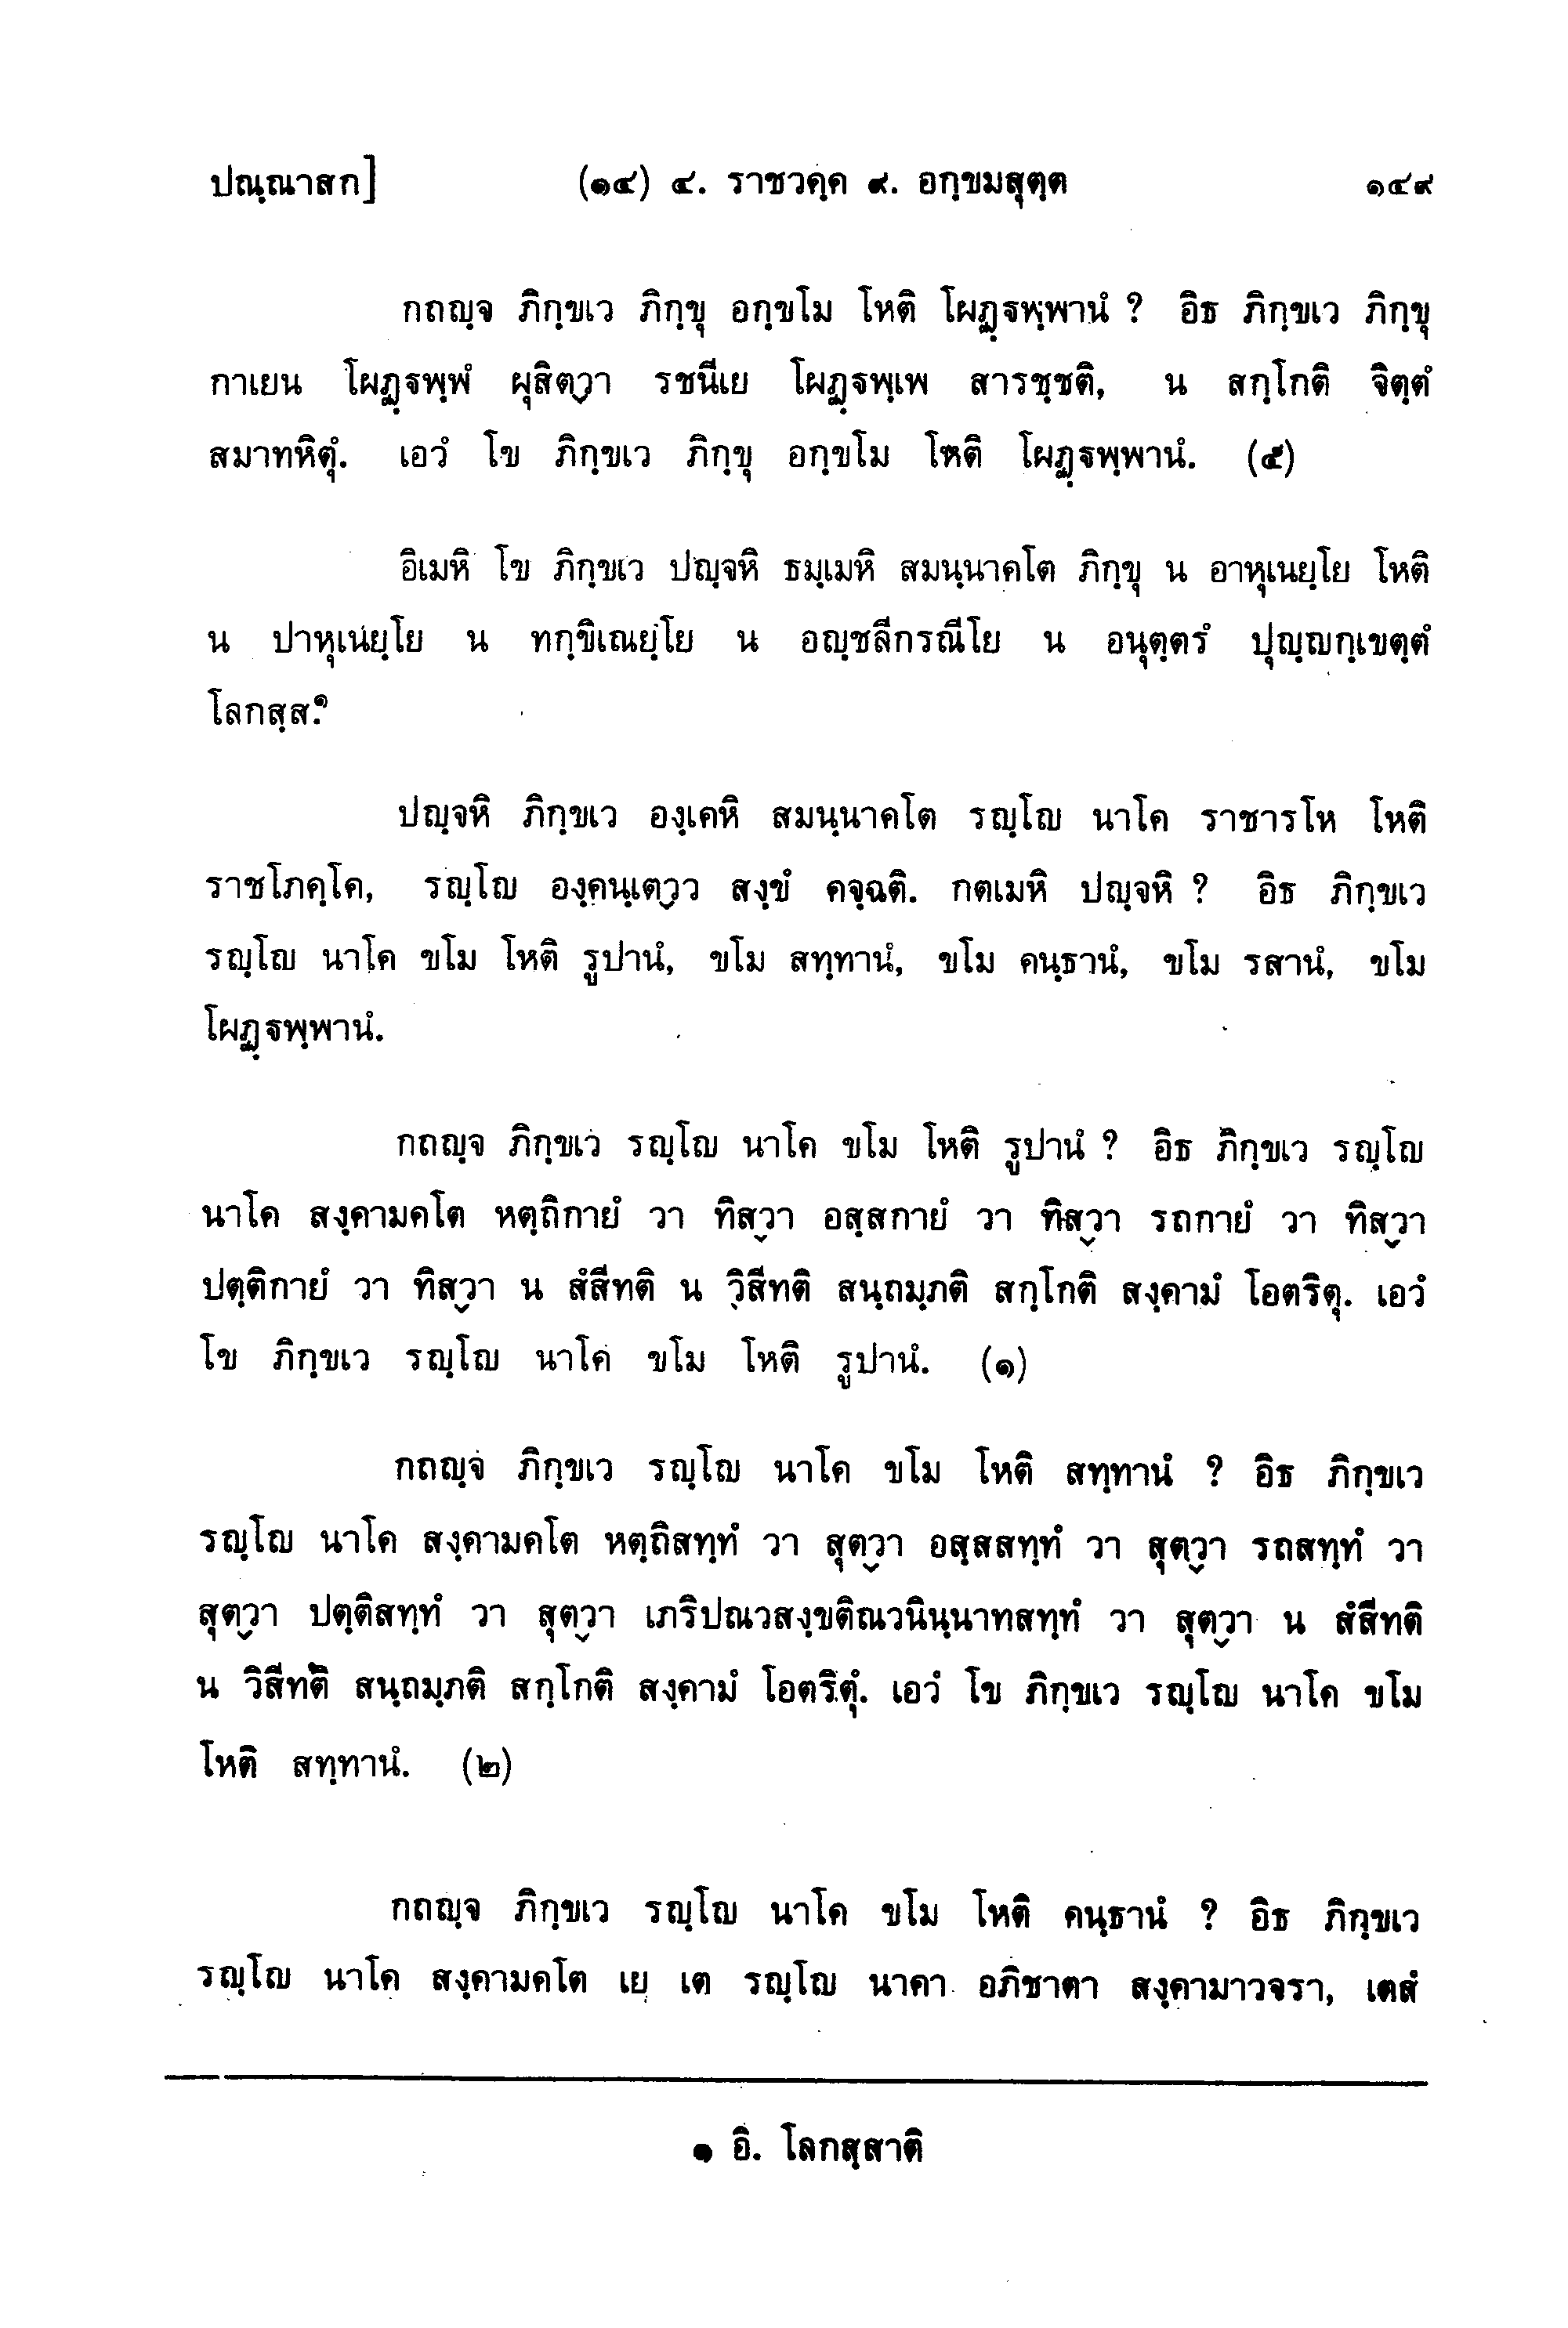 ปณฺณาสก] (๑๔) ๔. ราชวคฺค ๙. อกฺขมสุตฺต ๑๔๙
กถญฺจ ภิกฺขเว ภิกฺขุ อกฺขโม โหติ โผฏฺฐพฺพานํ ? อิธ ภิกฺขเว ภิกฺขุ
กาเยน โผฏฺฐพฺพํ ผุสิตฺวา รชนีเย โผฏฺฐพฺเพ สารชฺชติ, น สกฺโกติ จิตฺตํ
สมาทหิตุํ. เอวํ โข ภิกฺขเว ภิกฺขุ อกฺขโม โหติ โผฏฺฐพฺพานํ. (๕)
อิเมหิ โข ภิกฺขเว ปญฺจหิ ธมฺเมหิ สมนฺนาคโต ภิกฺขุ น อาหุเนยฺโย โหติ
น ปาหุเนยฺโย น ทกฺขิเณยฺโย น อญฺชลีกรณีโย น อนุตฺตรํ ปุญฺญกฺเขตฺตํ
โลกสฺส.๑
ปญฺจหิ ภิกฺขเว องฺเคหิ สมนฺนาคโต รญฺโญ นาโค ราชารโห โหติ
ราชโภคฺโค, รญฺโญ องฺคนฺเตฺวว สงฺขํ คจฺฉติ. กตเมหิ ปญฺจหิ ? อิธ ภิกฺขเว
รญฺโญ นาโค ขโม โหติ รูปานํ, ขโม สทฺทานํ, ขโม คนฺธานํ, ขโม รสานํ, ขโม
โผฏฺฐพฺพานํ.
กถญฺจ ภิกฺขเว รญฺโญ นาโค ขโม โหติ รูปานํ ? อิธ ภิกฺขเว รญฺโญ
นาโค สงฺคามคโต หตฺถิกายํ วา ทิสฺวา อสฺสกายํ วา ทิสฺวา รถกายํ วา ทิสฺวา
ปตฺติกายํ วา ทิสฺวา น สํสีทติ น วิสีทติ สนฺถมฺภติ สกฺโกติ สงฺคามํ โอตริตุ. เอวํ
โข ภิกฺขเว รญฺโญ นาโค ขโม โหติ รูปานํ. (๑)
กถญฺจ ภิกฺขเว รญฺโญ นาโค ขโม โหติ สทฺทานํ ? อิธ ภิกฺขเว
รญฺโญ นาโค สงฺคามคโต หตฺถิสทฺทํ วา สุตฺวา อสฺสสทฺทํ วา สุตฺวา รถสทฺทํ วา
สุตฺวา ปตฺติสทฺทํ วา สุตฺวา เภริปณวสงฺขติณวนินฺนาทสทฺทํ วา สุตฺวา น สํสีทติ
น วิสีทติ สนฺถมฺภติ สกฺโกติ สงฺคามํ โอตริตุํ. เอวํ โข ภิกฺขเว รญฺโญ นาโค ขโม
โหติ สทฺทานํ. (๒)
กถญฺจ ภิกฺขเว รญฺโญ นาโค ขโม โหติ คนฺธานํ ? อิธ ภิกฺขเว
รญฺโญ นาโค สงฺคามคโต เย เต รญฺโญ นาคา อภิชาตา สงฺคามาวจรา, เตสํ
๑ อิ. โลกสฺสาติ